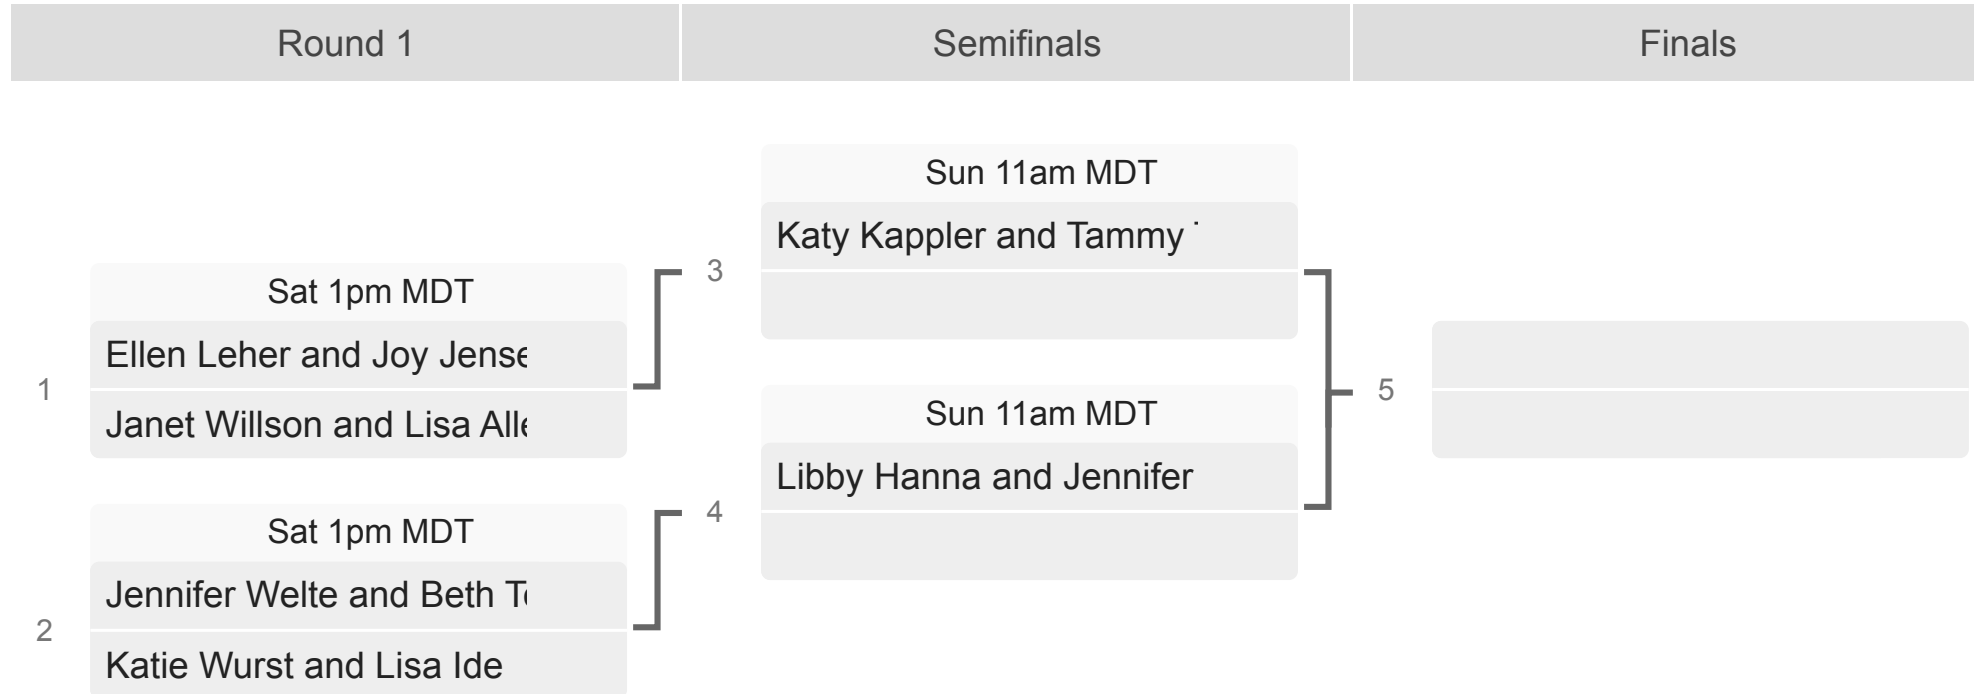 Round 1
Semifinals
Finals
Sun 11am MDT
Katy Kappler and Tammy
3
Sat 1pm MDT
Ellen Leher and Joy Jense
1
Janet Willson and Lisa Alle
5
Sun 11am MDT
Libby Hanna and Jennifer
4
Sat 1pm MDT
Jennifer Welte and Beth
2
Katie Wurst and Lisa Ide